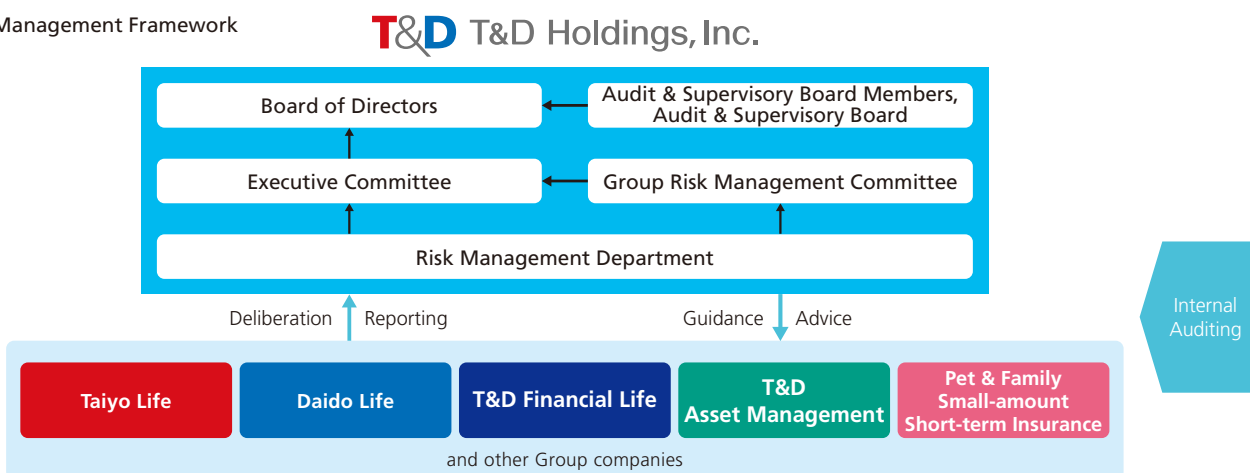 Management Framework
T&D T&D Holdings, Inc.
Board of Directors
Audit & Supervisory Board Members,
Audit & Supervisory Board
Executive Committee
Group Risk Management Committee
Risk Management Department
Deliberation Reporting
Guidance Advice
Internal
Auditing
Taiyo Life
Daido Life
T&D Financial Life
T&D
Asset Management
Pet & Family
Small-amount
Short-term Insurance
and other Group companies